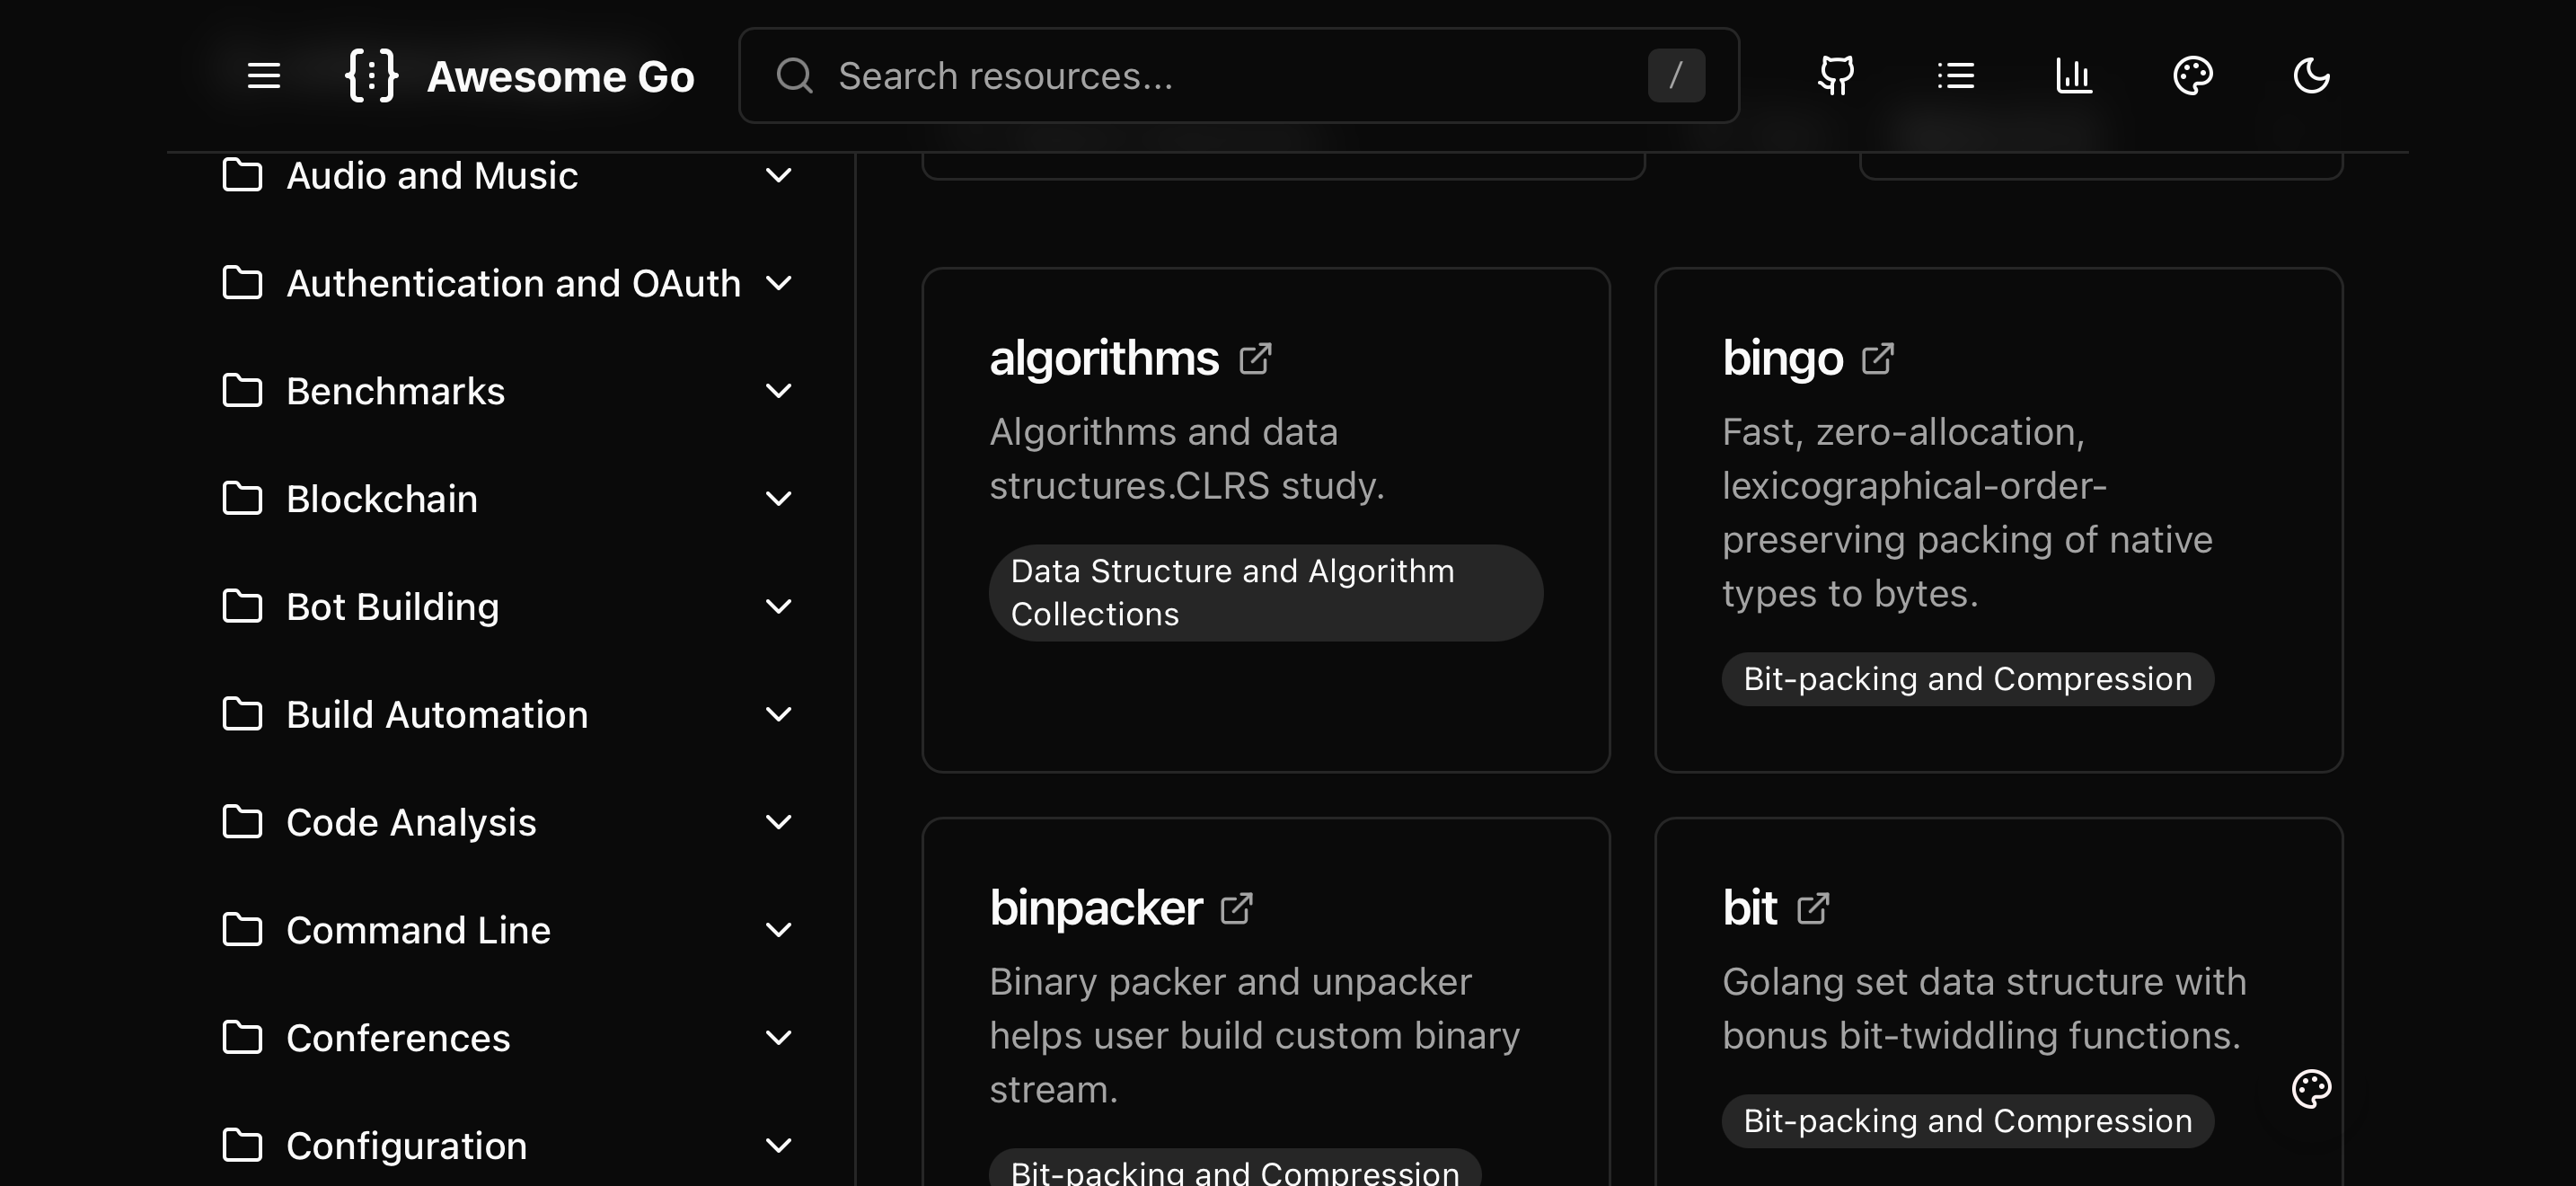 Awesome Go
Search resources...
/
Audio and Music
Authentication and OAuth
Benchmarks
Blockchain
Bot Building
Build Automation
Code Analysis
Command Line
Conferences
Configuration
algorithms
Algorithms and data
structures.CLRS study.
Data Structure and Algorithm
Collections
bingo
Fast, zero-allocation,
lexicographical-order-
preserving packing of native
types to bytes.
Bit-packing and Compression
binpacker
Binary packer and unpacker
helps user build custom binary
stream.
Bit-packing and Compression
bit
Golang set data structure with
bonus bit-twiddling functions.
Bit-packing and Compression